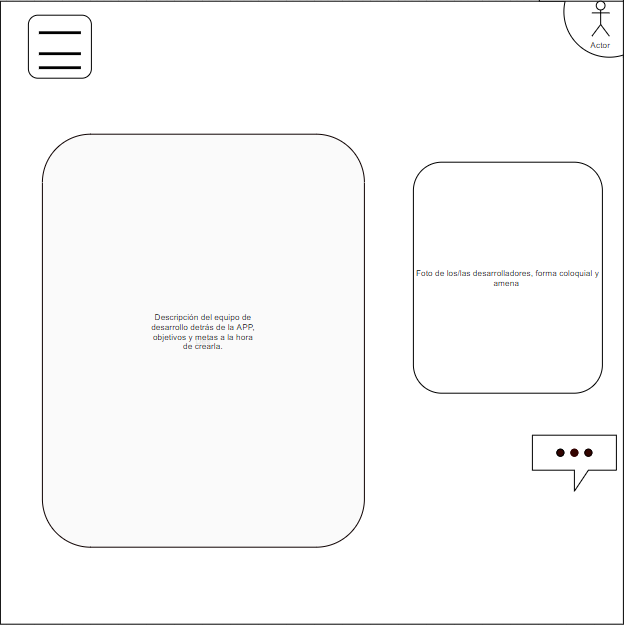 Actor
Foto de los/las desarrolladores, forma coloquial y
amena
Descripción del equipo de
desarrollo detrás de la APP,
objetivos y metas a la hora
de crearla.